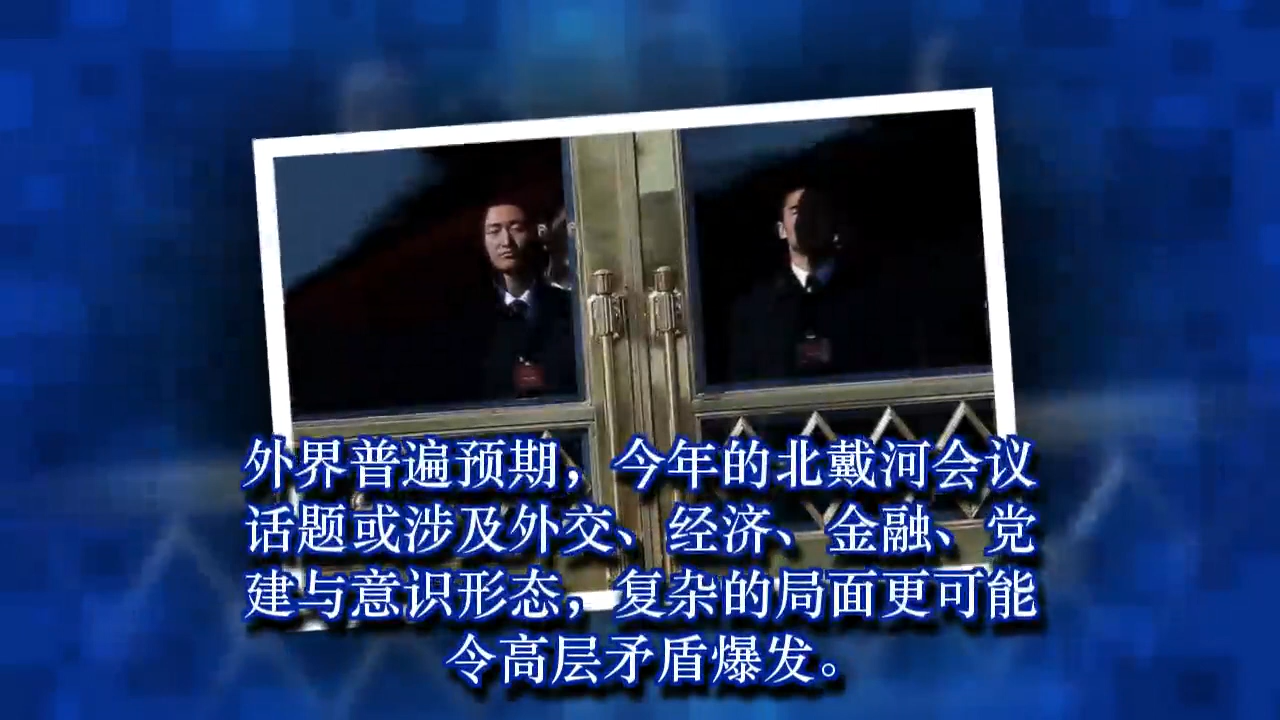 外界普遍预期，今年的北戴河会议
话题或涉及外交、经济、金融、党
建与意识形态，复杂的局面更可能
令高层矛盾爆发。